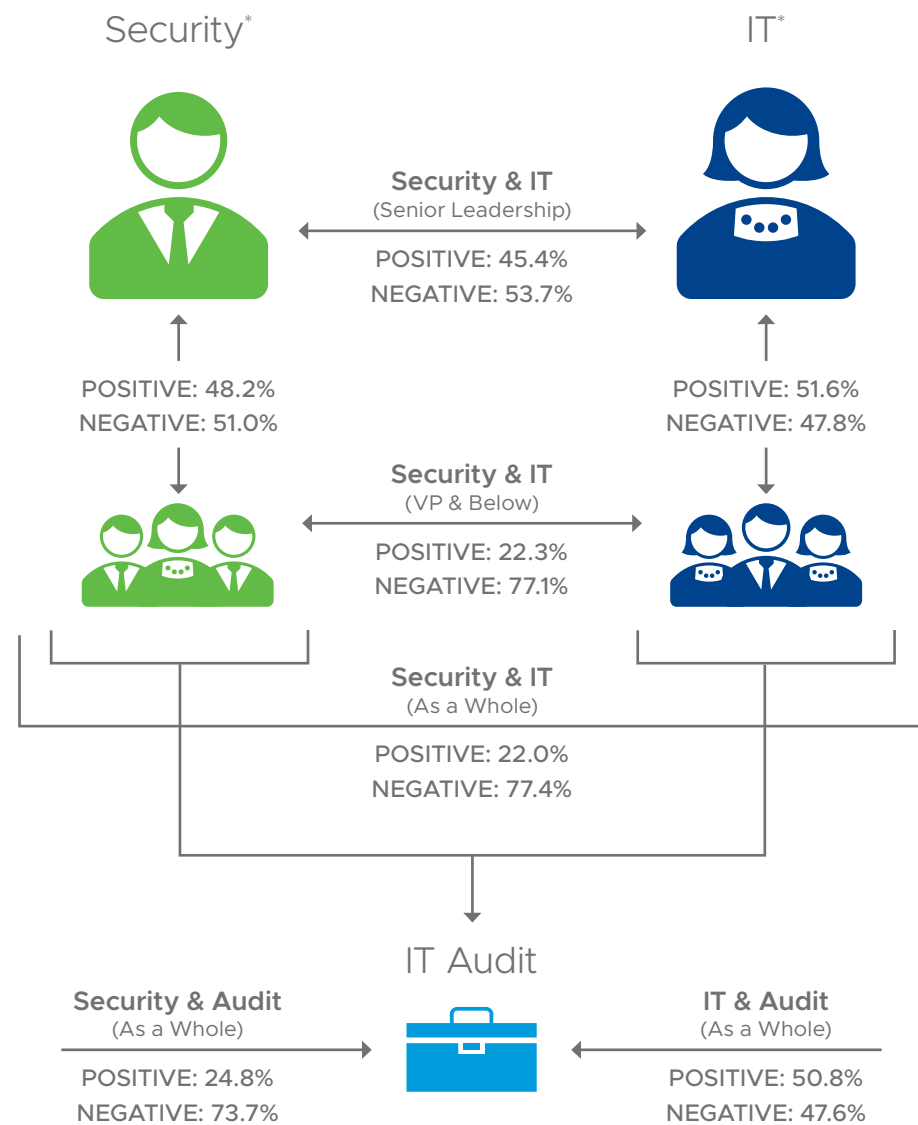 Security*
IT*
Security & IT
(Senior Leadership)
POSITIVE: 45.4%
NEGATIVE: 53.7%
POSITIVE: 48.2%
NEGATIVE: 51.0%
POSITIVE: 51.6%
NEGATIVE: 47.8%
Security & IT
(VP & Below)
POSITIVE: 22.3%
NEGATIVE: 77.1%
Security & IT
(As a Whole)
POSITIVE: 22.0%
NEGATIVE: 77.4%
IT Audit
Security & Audit
(As a Whole)
POSITIVE: 24.8%
NEGATIVE: 73.7%
IT & Audit
(As a Whole)
POSITIVE: 50.8%
NEGATIVE: 47.6%